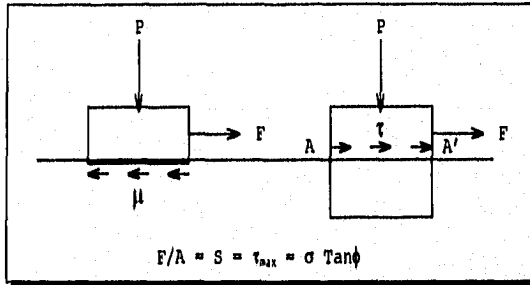 P P
F F
A τ A'
μ
F/A = S = τmax = σ Tanϕ